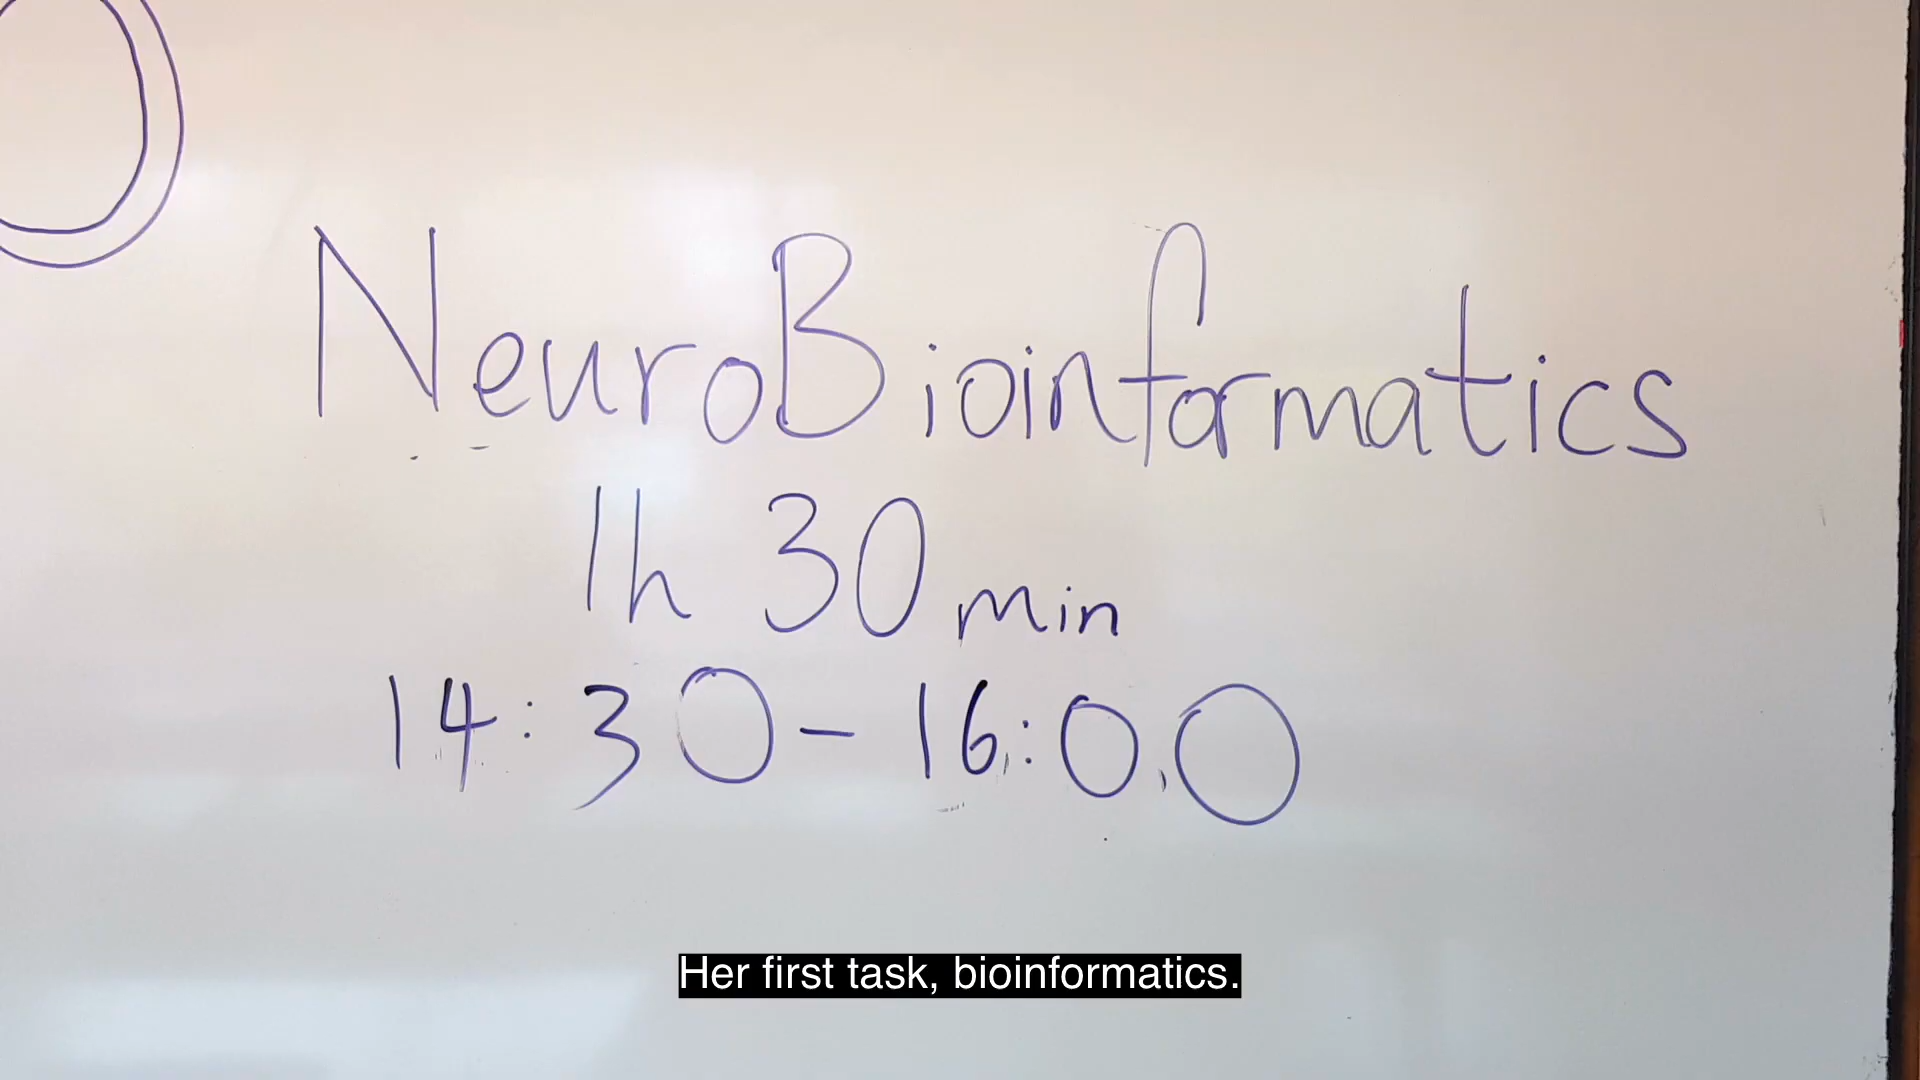 NeuroBioinformatics
1h 30 min
14:30-16:00
Her first task, bioinformatics.